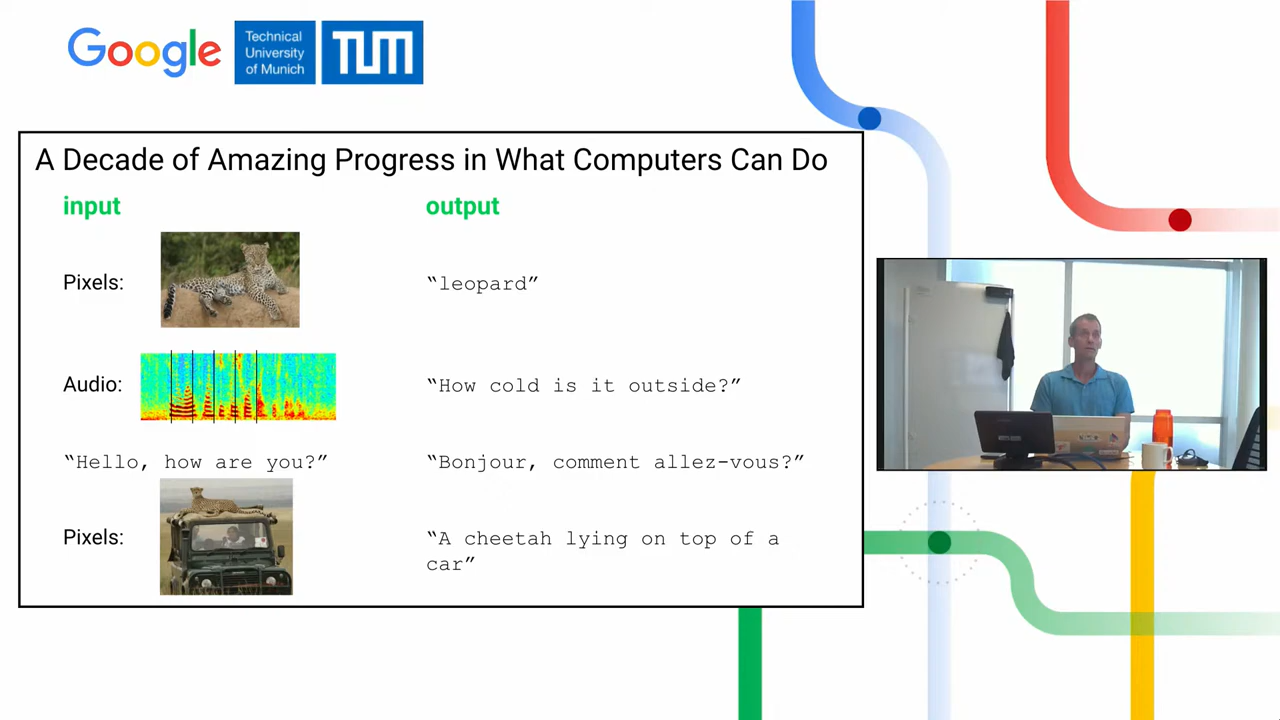 Google
Technical
University
of Munich
TUM
A Decade of Amazing Progress in What Computers Can Do
input
output
Pixels:
“leopard”
Audio:
“How cold is it outside?”
“Hello, how are you?”
“Bonjour, comment allez-vous?”
Pixels:
“A cheetah lying on top of a
car”